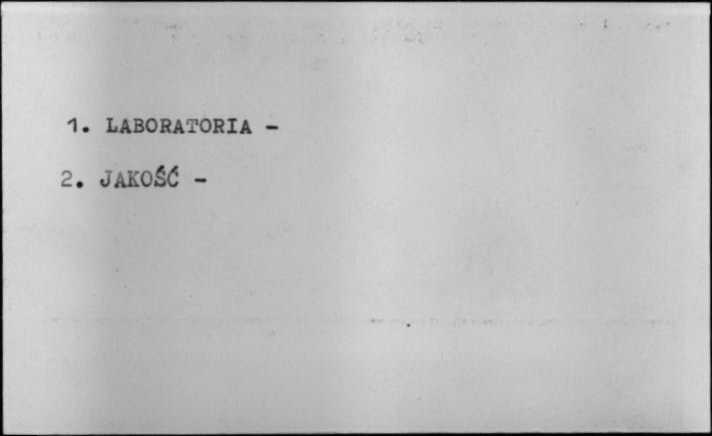 1. LABORATORIA -
2. JAKOŚĆ -